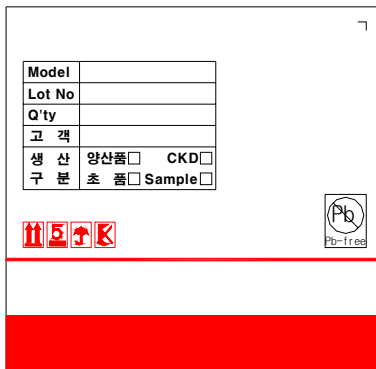 Model
Lot No
Q'ty
고 객
생 산 양산품□ CKD□
구 분 초 품□ Sample□
Pb
Pb-free